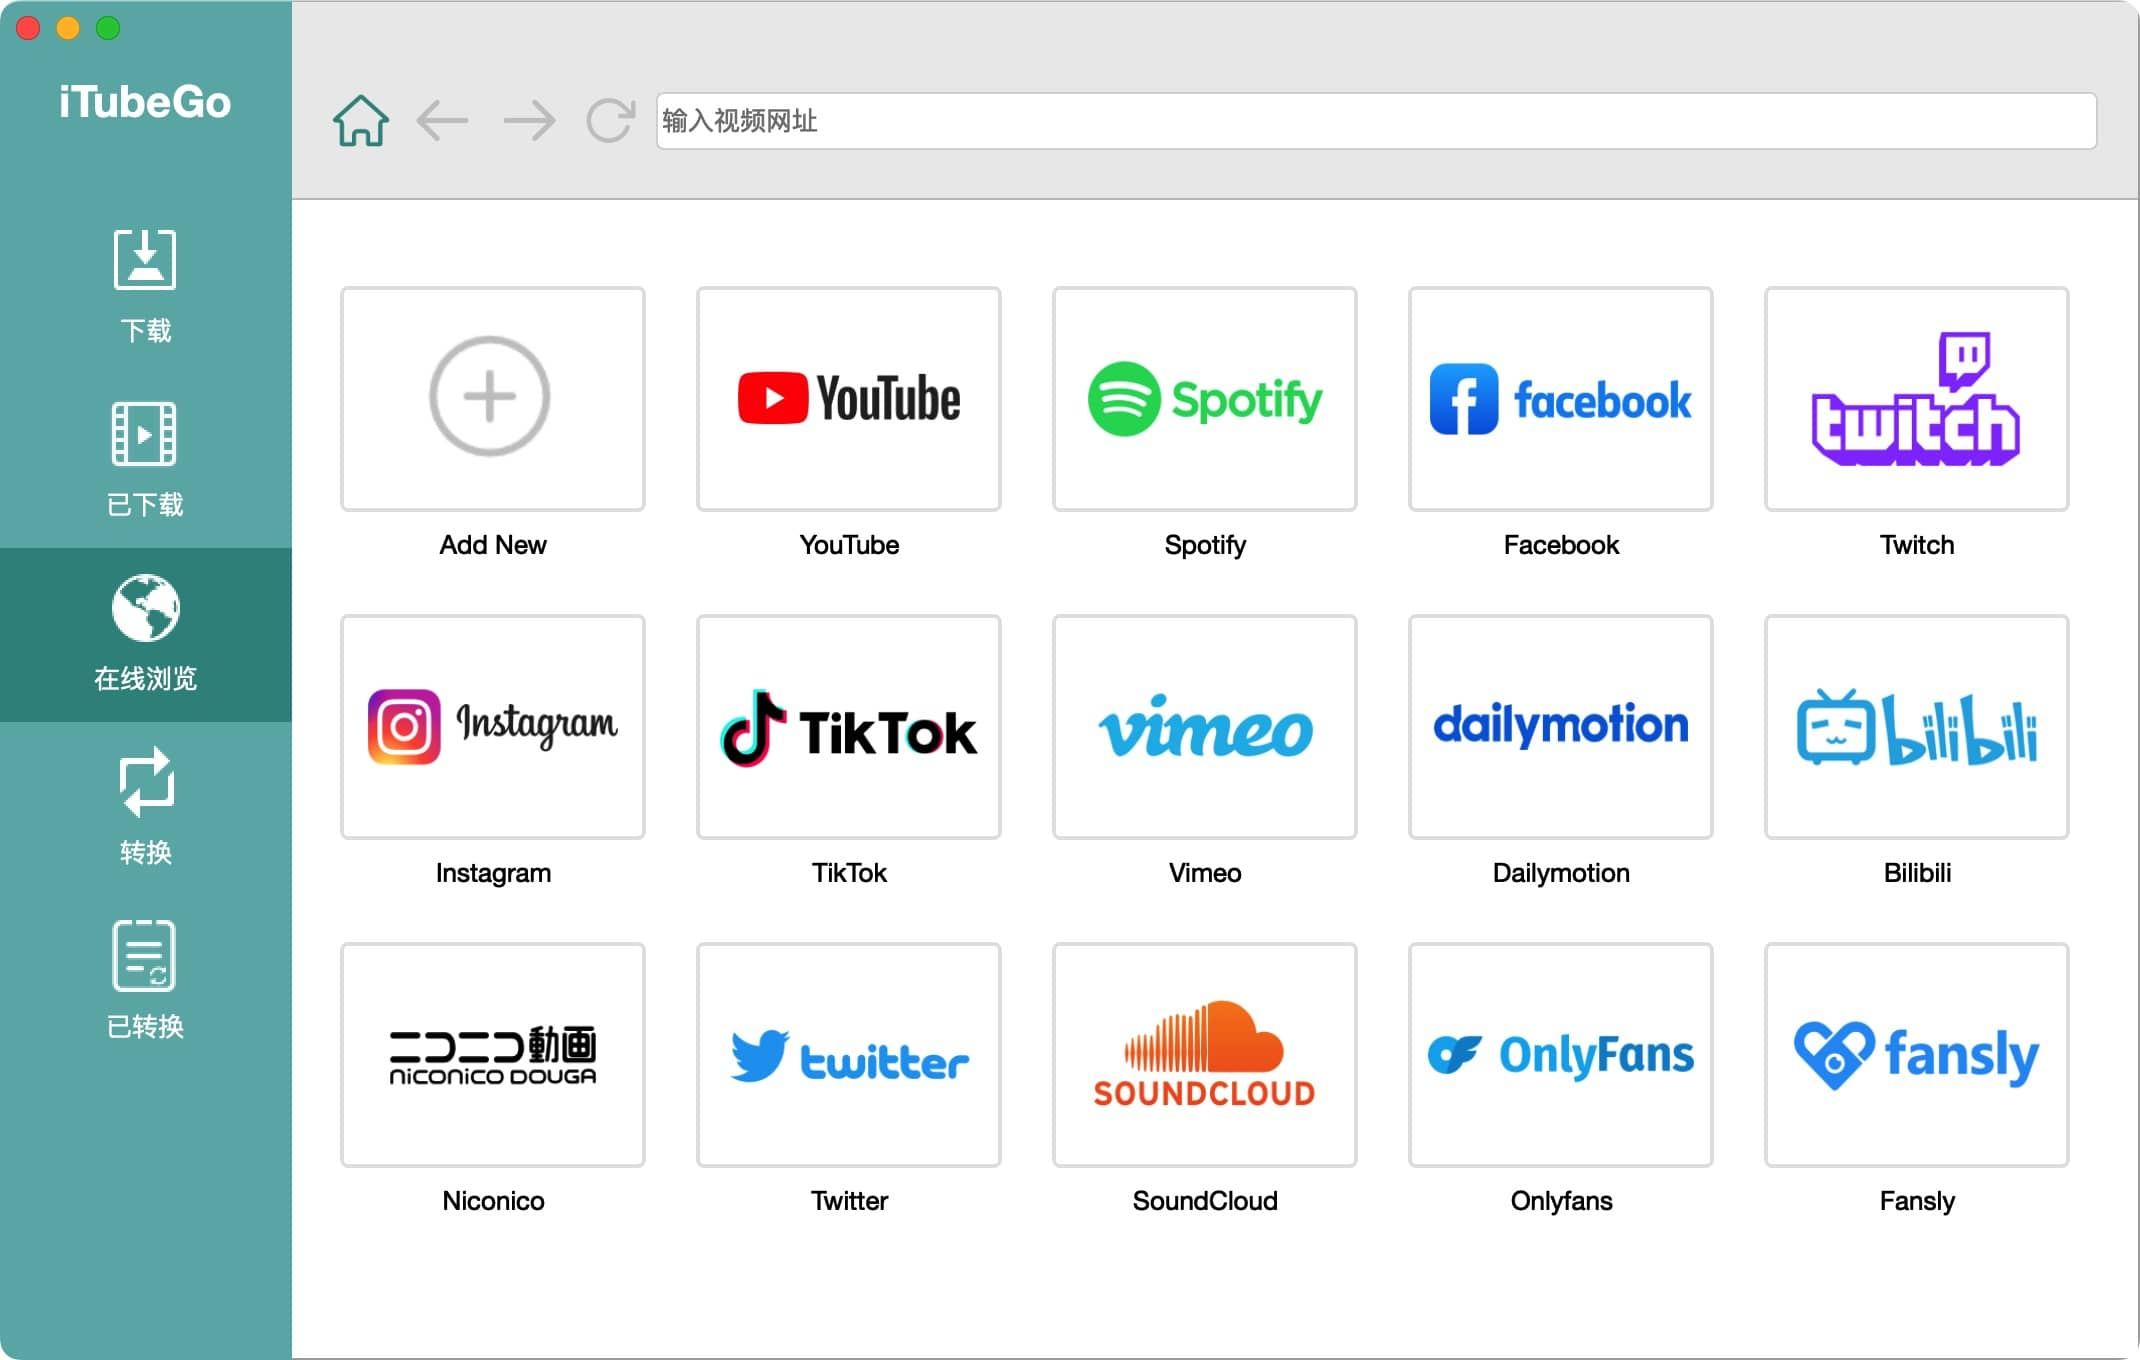 iTubeGo
下载
已下载
在线浏览
转换
已转换
输入视频网址
Add New
YouTube
YouTube
Spotify
Spotify
facebook
Facebook
twitch
Twitch
Instagram
Instagram
TikTok
TikTok
vimeo
Vimeo
dailymotion
Dailymotion
bilibili
Bilibili
ニコニコ動画
NICONICO DOUGA
Niconico
twitter
Twitter
SOUNDCLOUD
SoundCloud
OnlyFans
Onlyfans
fansly
Fansly